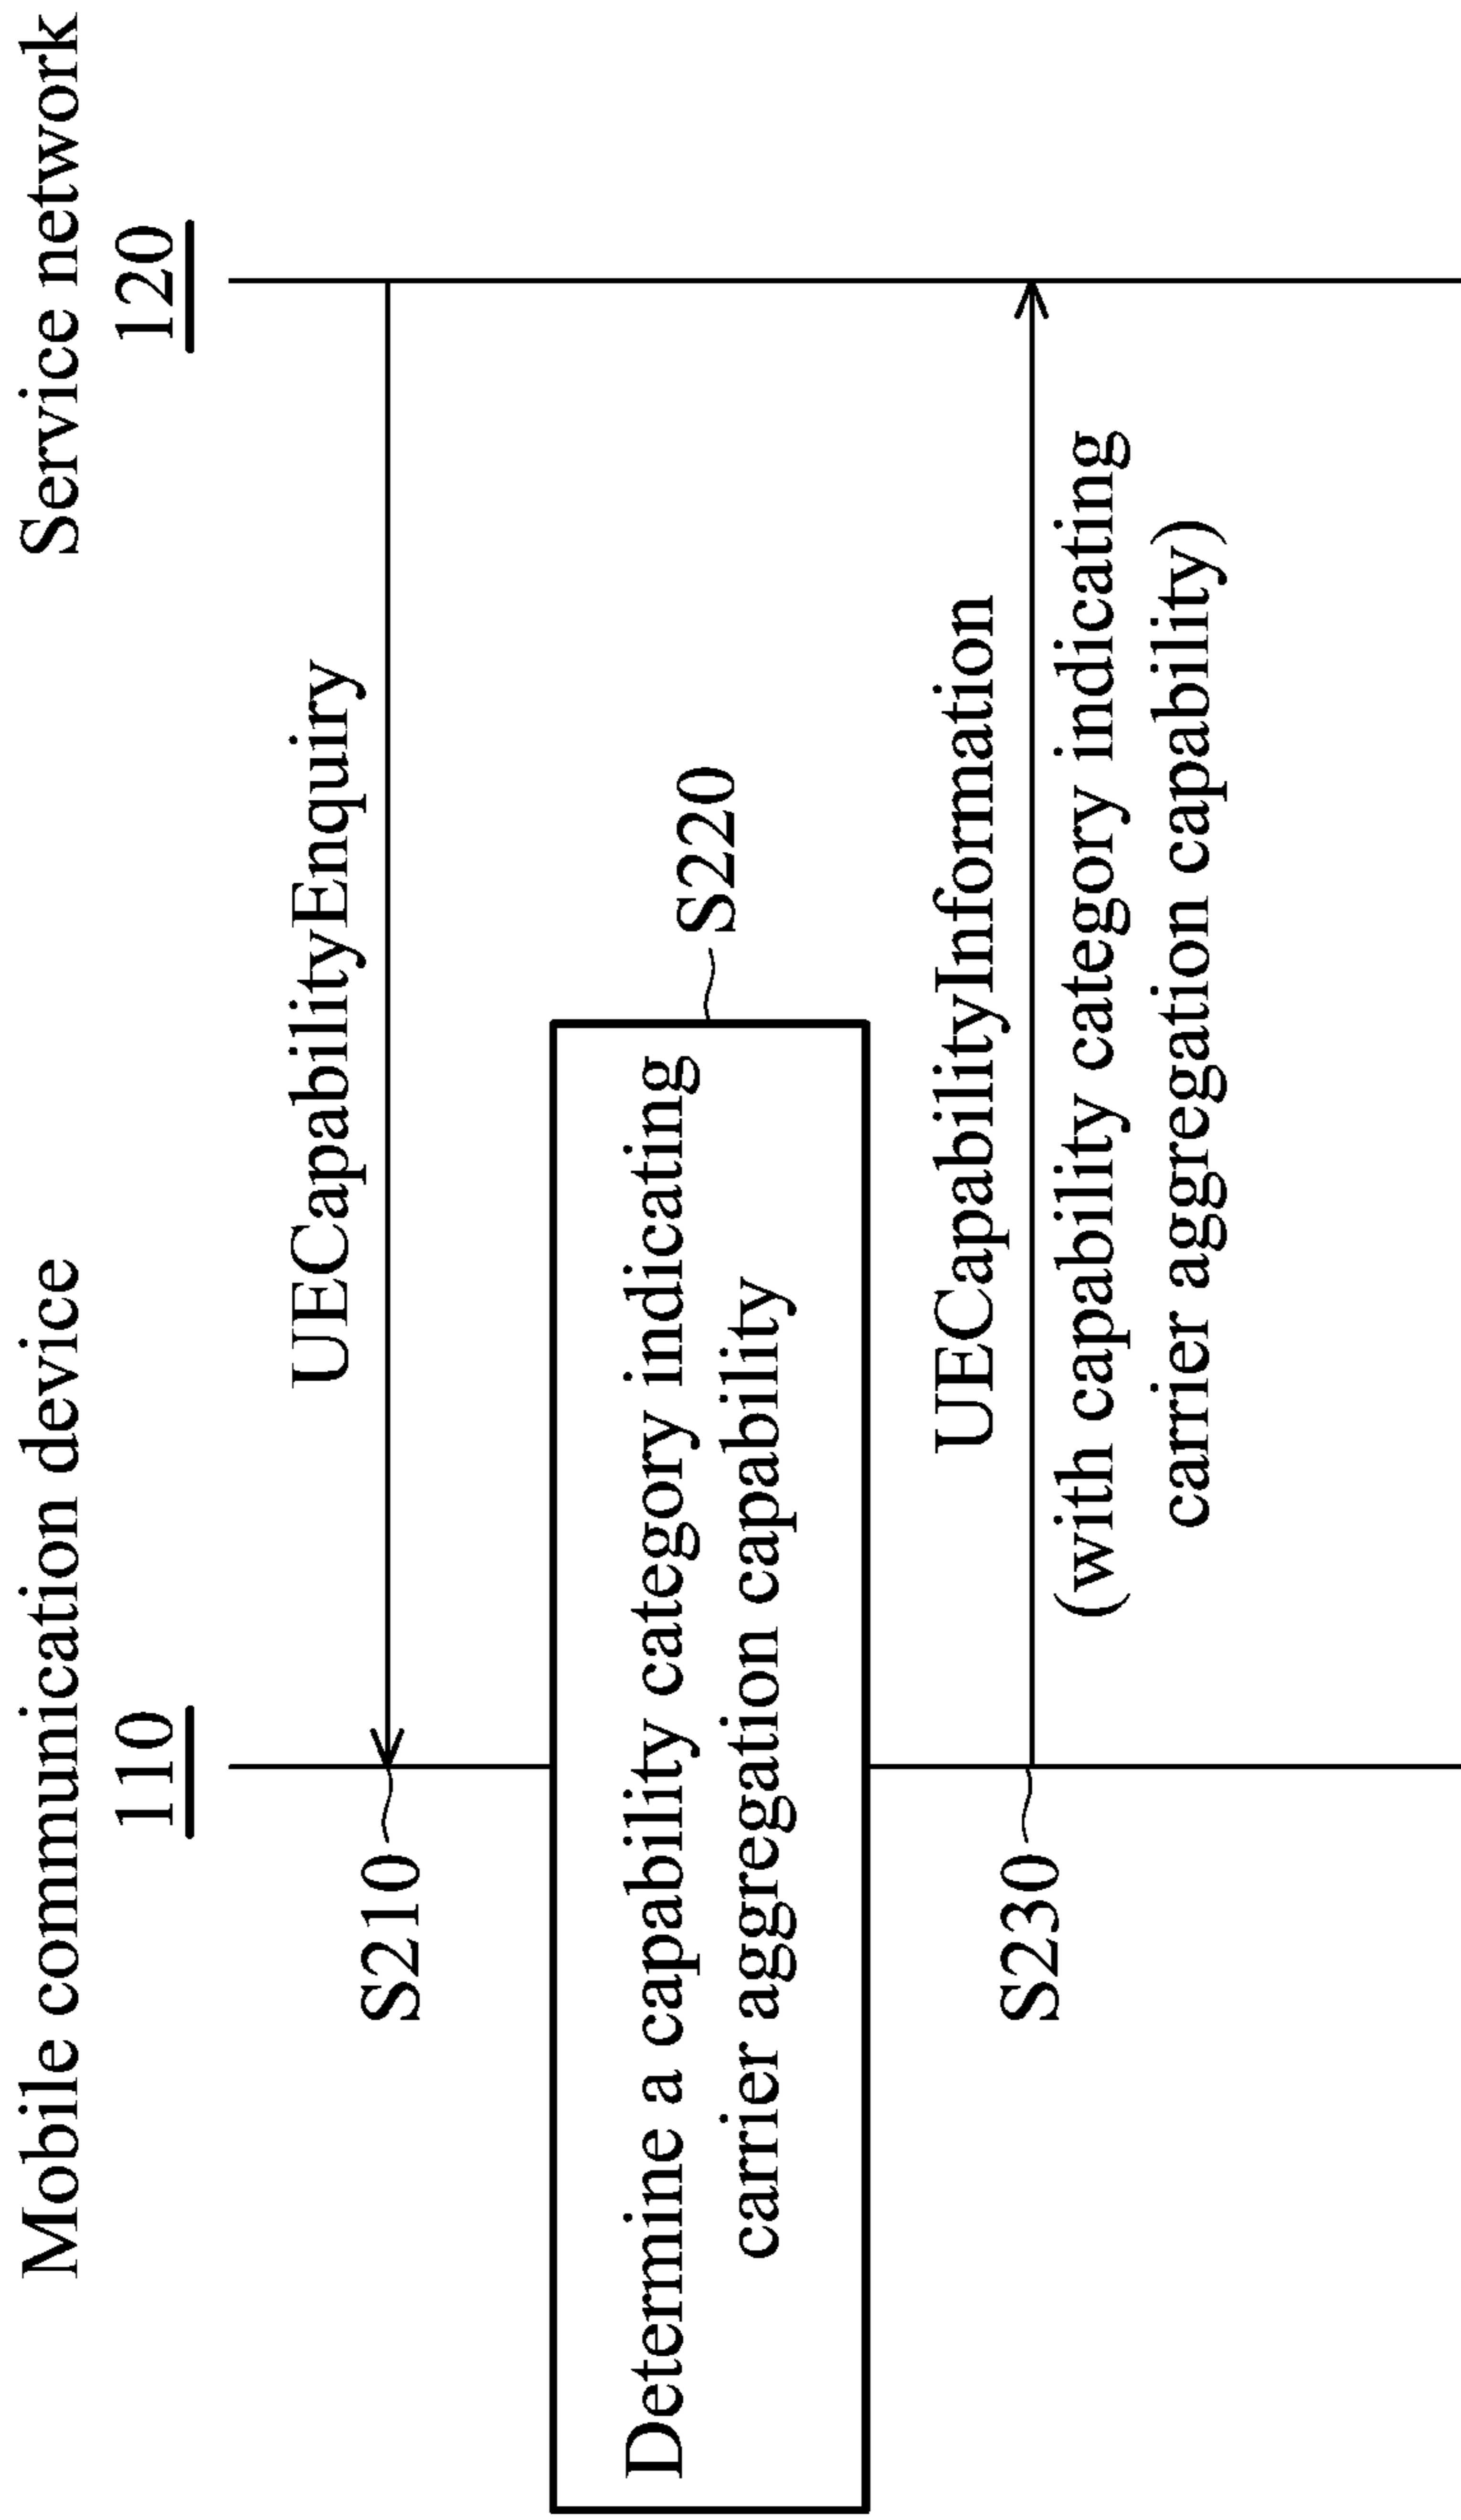 Mobile communication device
110
Service network
120
UECapabilityEnquiry
S210
Determine a capability category indicating
carrier aggregation capability
S220
UECapabilityInformation
S230
(with capability category indicating
carrier aggregation capability)